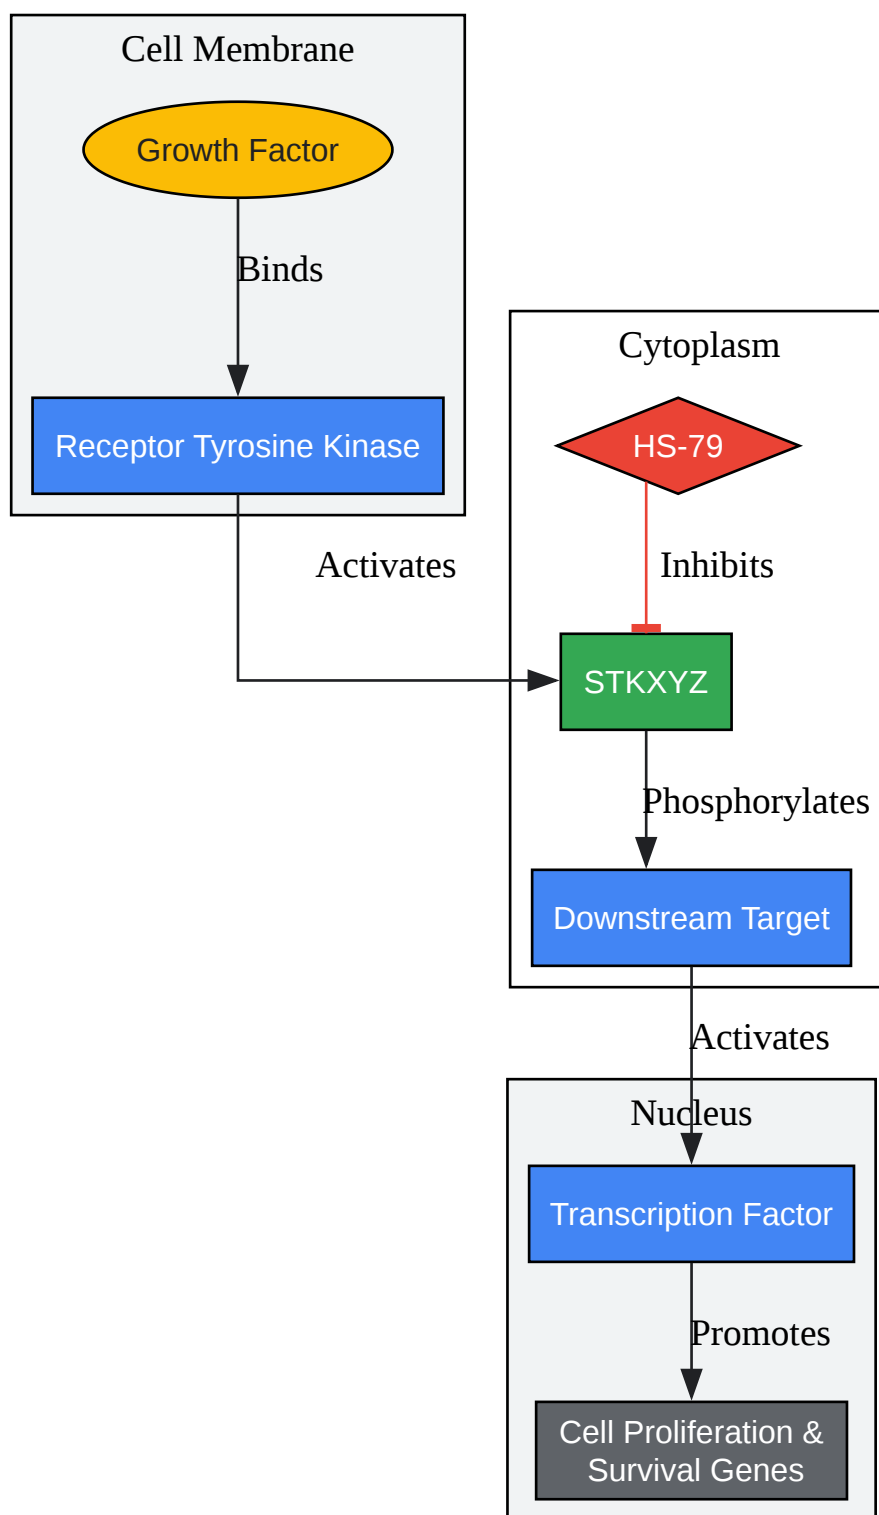 Cell Membrane
Growth Factor
Binds
Receptor Tyrosine Kinase
Activates
Cytoplasm
HS-79
Inhibits
STKXYZ
Phosphorylates
Downstream Target
Activates
Nucleus
Transcription Factor
Promotes
Cell Proliferation &
Survival Genes